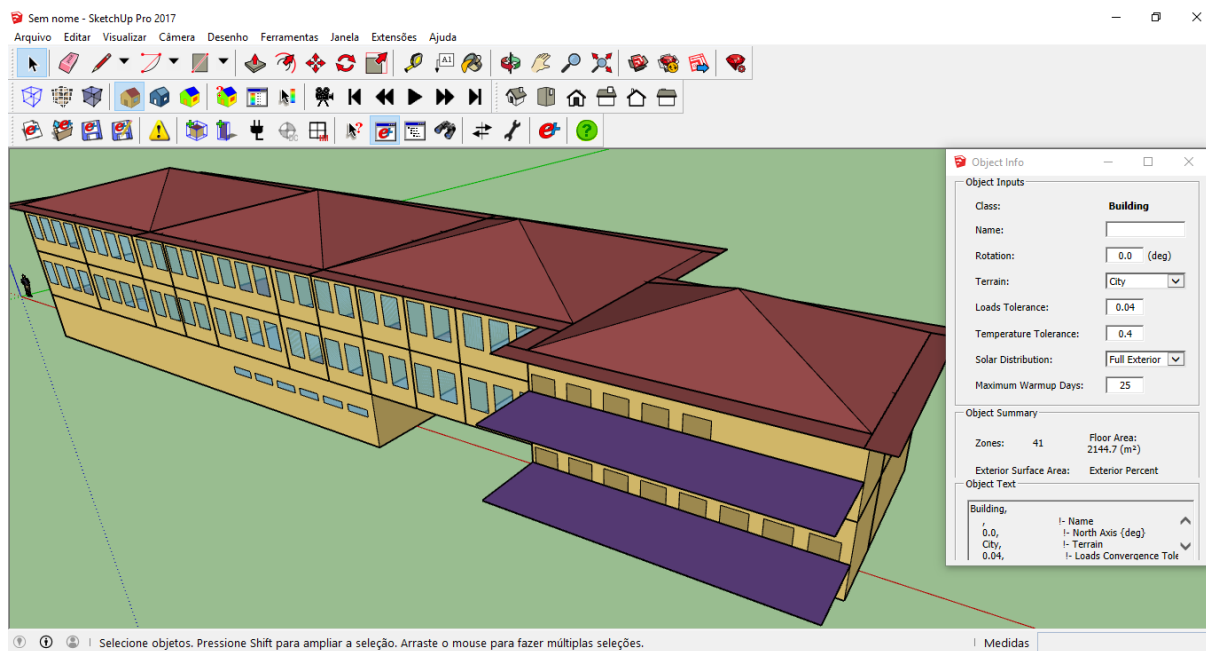 Sem nome - SketchUp Pro 2017
Arquivo Editar Visualizar Câmera Desenho Ferramentas Janela Extensões Ajuda
A1
Object Info
Object Inputs
Class: Building
Name:
Rotation: 0.0 (deg)
Terrain: City
Loads Tolerance: 0.04
Temperature Tolerance: 0.4
Solar Distribution: Full Exterior
Maximum Warmup Days: 25
Object Summary
Zones: 41 Floor Area: 2144.7 (m²)
Exterior Surface Area: Exterior Percent
Object Text
Building,
, !- Name
0.0, !- North Axis {deg}
City, !- Terrain
0.04, !- Loads Convergence Tole
Selecione objetos. Pressione Shift para ampliar a seleção. Arraste o mouse para fazer múltiplas seleções.
Medidas